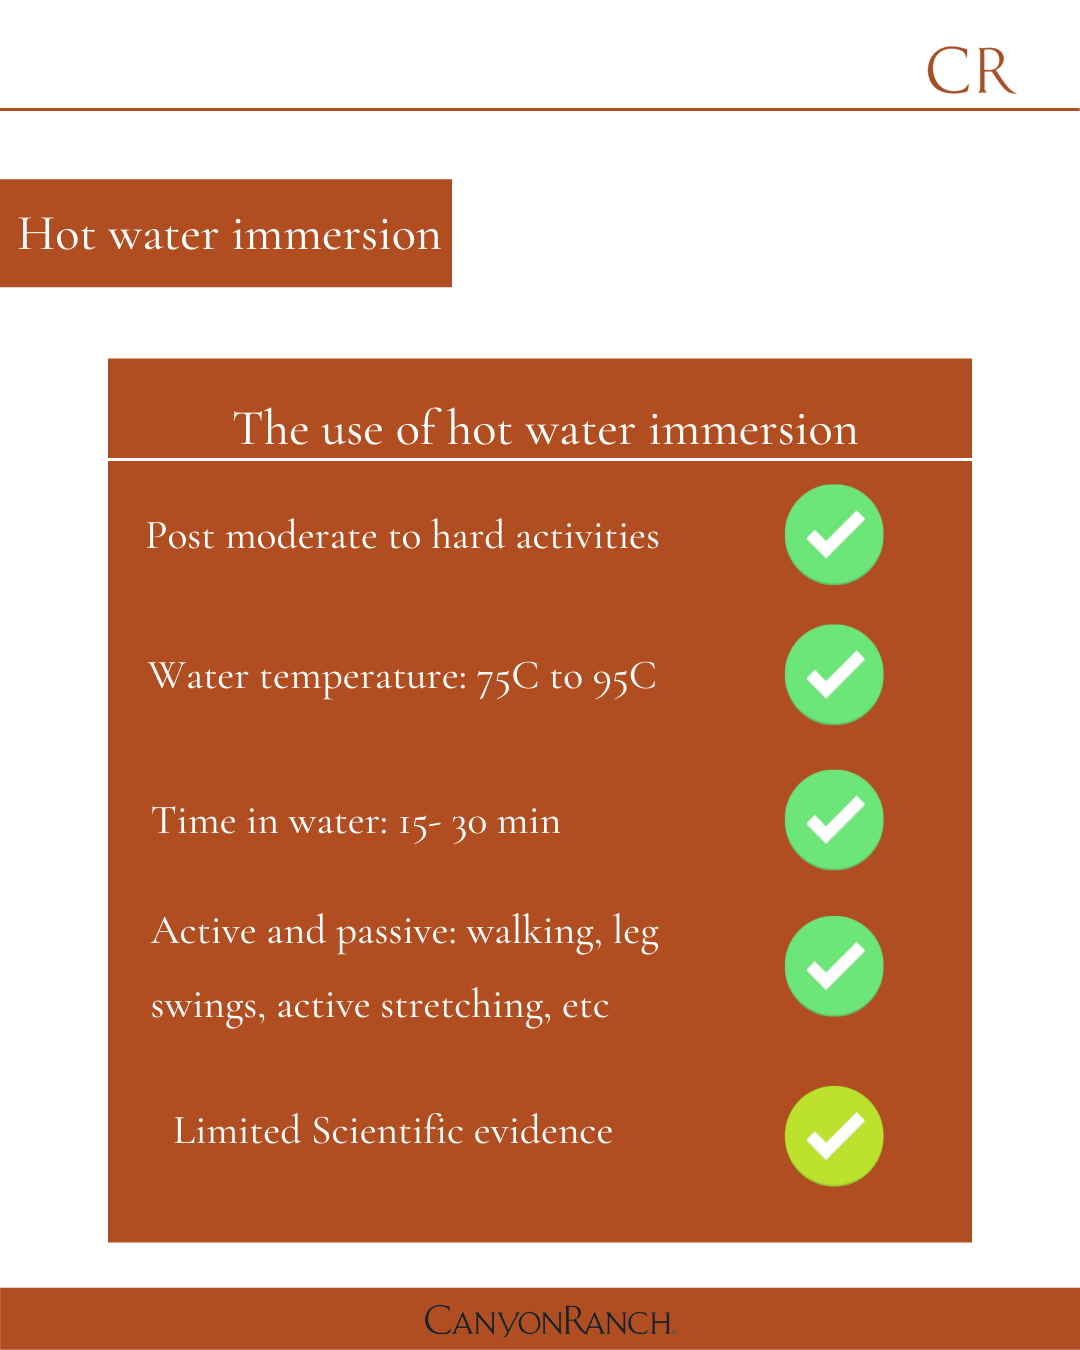 CR
Hot water immersion
The use of hot water immersion
Post moderate to hard activities
Water temperature: 75C to 95C
Time in water: 15- 30 min
Active and passive: walking, leg
swings, active stretching, etc
Limited Scientific evidence
CANYONRANCH®